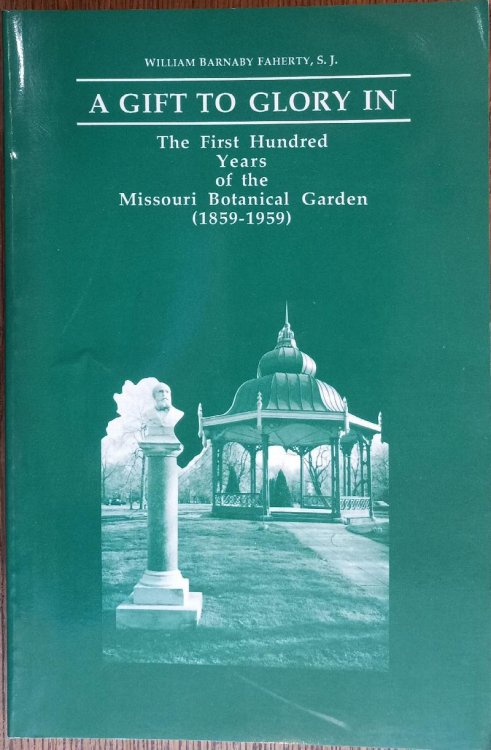 WILLIAM BARNABY FAHERTY, S. J.
A GIFT TO GLORY IN
The First Hundred
Years
of the
Missouri Botanical Garden
(1859-1959)